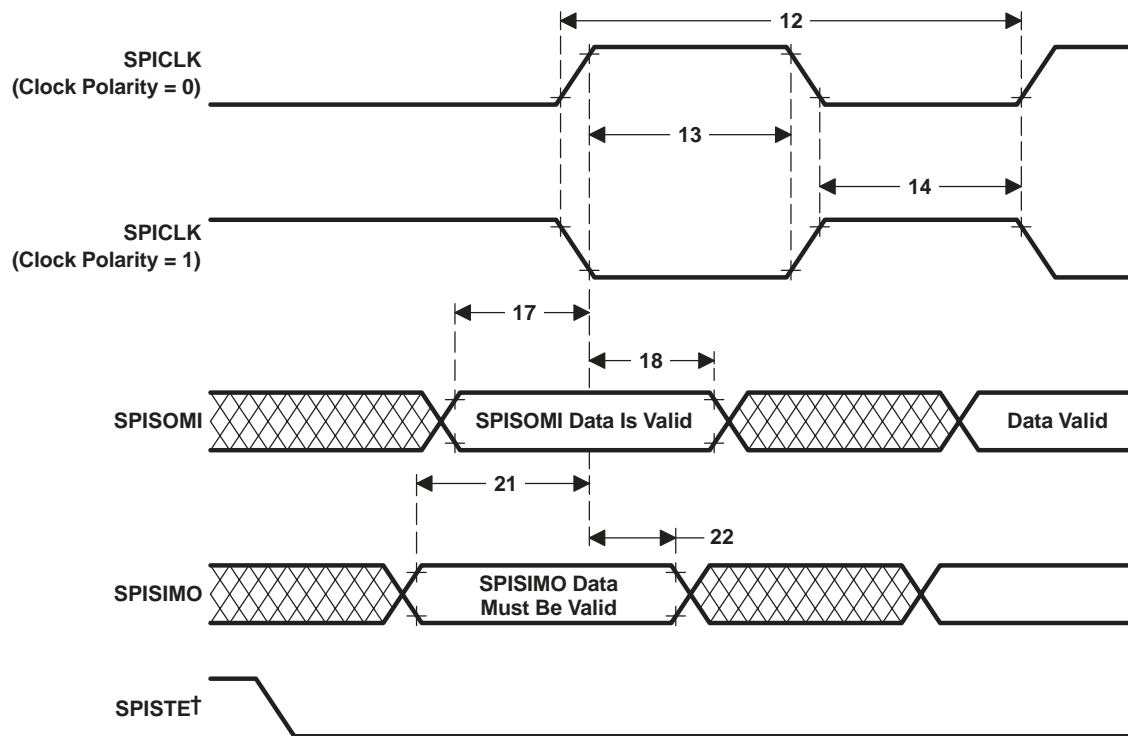 12
SPICLK
(Clock Polarity = 0)
13
14
SPICLK
(Clock Polarity = 1)
17
18
SPISOMI
SPISOMI Data Is Valid
Data Valid
21
22
SPISIMO
SPISIMO Data
Must Be Valid
SPISTE†